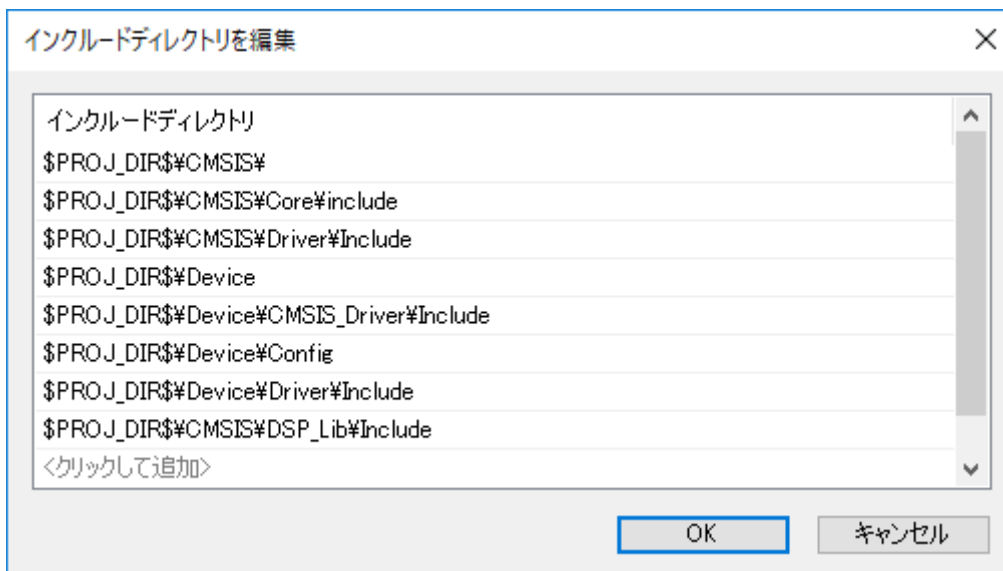 インクルードディレクトリを編集
インクルードディレクトリ
$PROJ_DIR$¥CMSIS¥
$PROJ_DIR$¥CMSIS¥Core¥include
$PROJ_DIR$¥CMSIS¥Driver¥Include
$PROJ_DIR$¥Device
$PROJ_DIR$¥Device¥CMSIS_Driver¥Include
$PROJ_DIR$¥Device¥Config
$PROJ_DIR$¥Device¥Driver¥Include
$PROJ_DIR$¥CMSIS¥DSP_Lib¥Include
<クリックして追加>
OK キャンセル